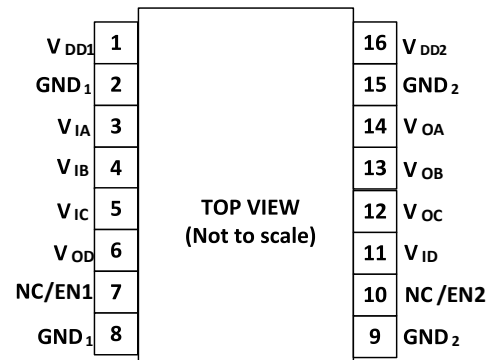 V DD1 1 16 V DD2
GND 1 2 15 GND 2
V IA 3 14 V OA
V IB 4 13 V OB
V IC 5 12 V OC
TOP VIEW
(Not to scale)
V OD 6 11 V ID
NC/EN1 7 10 NC /EN2
GND 1 8 9 GND 2